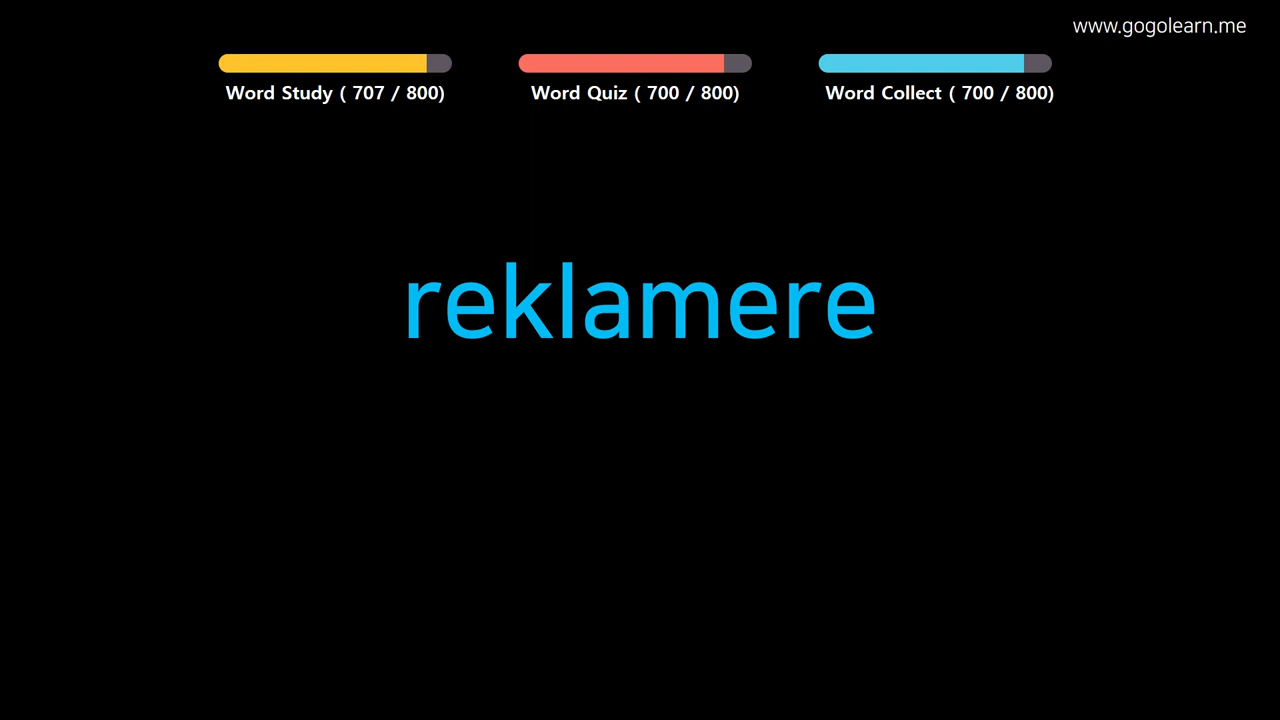 www.gogolearn.me
Word Study ( 707 / 800)
Word Quiz ( 700 / 800)
Word Collect ( 700 / 800)
reklamere